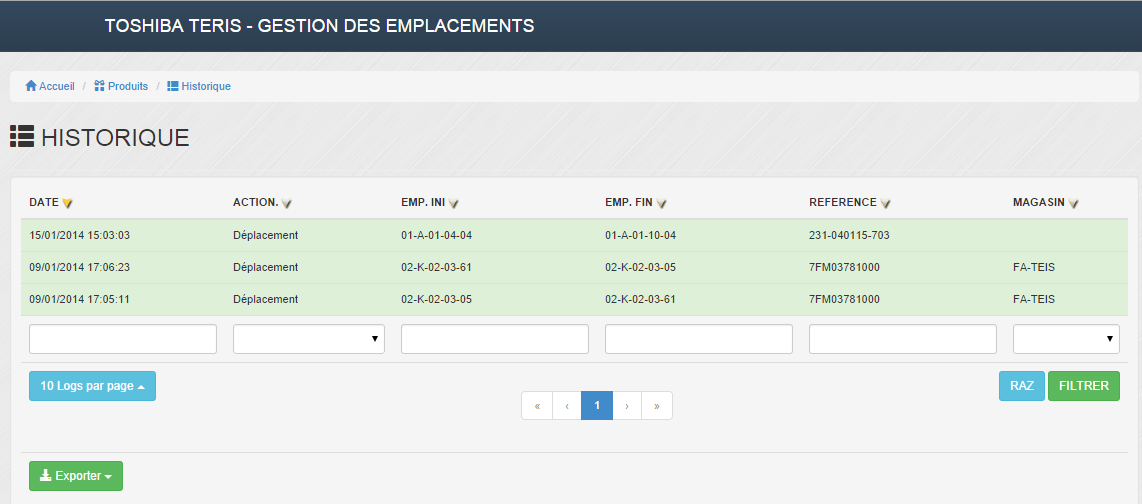 TOSHIBA TERIS - GESTION DES EMPLACEMENTS
Accueil / Produits / Historique
HISTORIQUE
DATE ACTION. EMP. INI EMP. FIN REFERENCE MAGASIN
15/01/2014 15:03:03 Déplacement 01-A-01-04-04 01-A-01-10-04 231-040115-703
09/01/2014 17:06:23 Déplacement 02-K-02-03-61 02-K-02-03-05 7FM03781000 FA-TEIS
09/01/2014 17:05:11 Déplacement 02-K-02-03-05 02-K-02-03-61 7FM03781000 FA-TEIS
10 Logs par page RAZ FILTRER
« ‹ 1 › »
Exporter